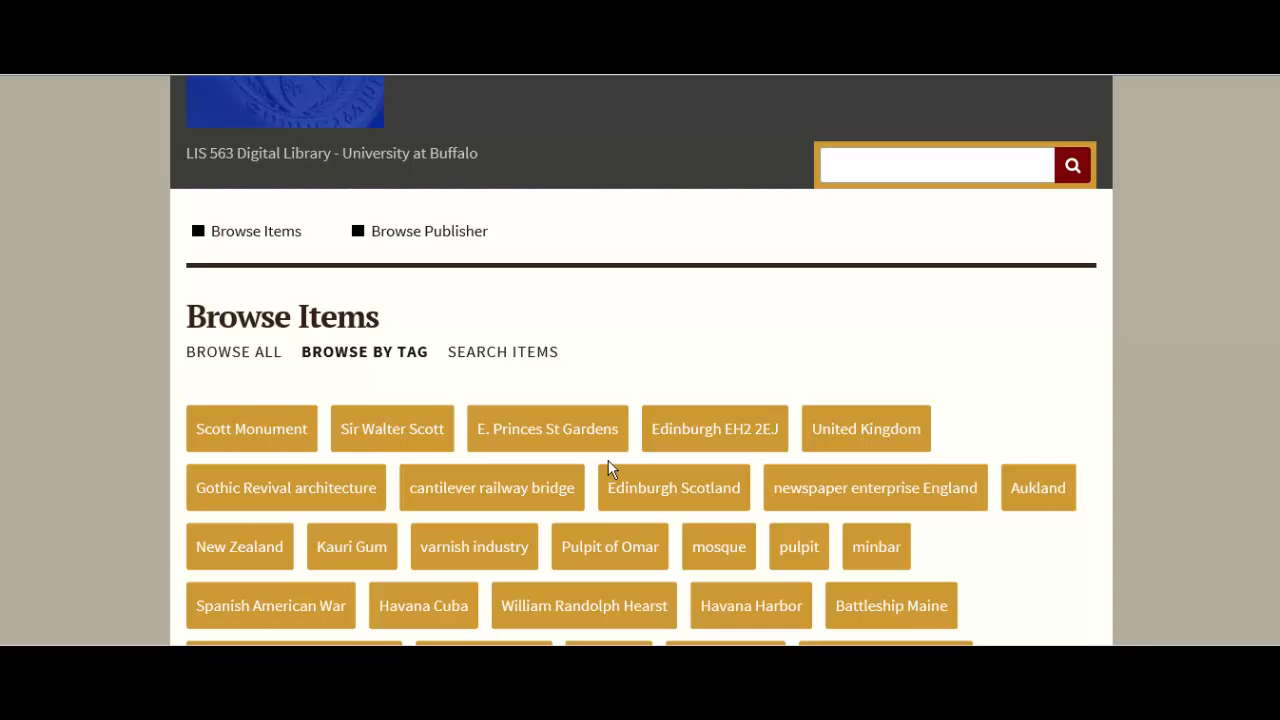 LIS 563 Digital Library - University at Buffalo
Browse Items Browse Publisher
Browse Items
BROWSE ALL BROWSE BY TAG SEARCH ITEMS
Scott Monument Sir Walter Scott E. Princes St Gardens Edinburgh EH2 2EJ United Kingdom
Gothic Revival architecture cantilever railway bridge Edinburgh Scotland newspaper enterprise England Aukland
New Zealand Kauri Gum varnish industry Pulpit of Omar mosque pulpit minbar
Spanish American War Havana Cuba William Randolph Hearst Havana Harbor Battleship Maine